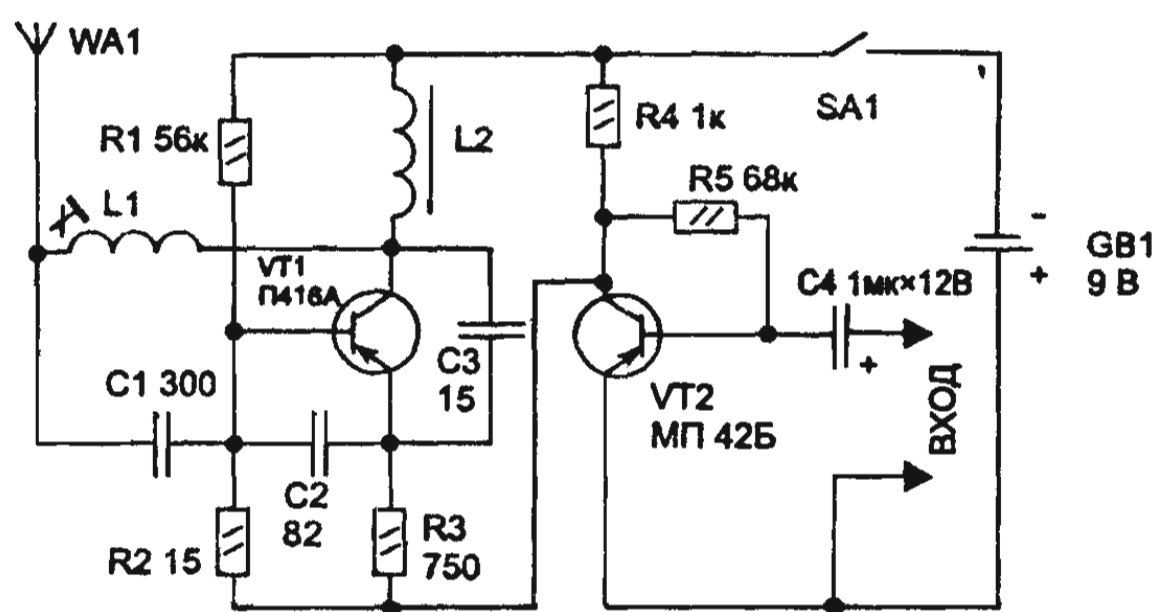 WA1
R1 56к
L2
R4 1к
SA1
L1
R5 68к
VT1
П416А
-
+
GB1
9 В
C4 1мк×12В
+
C3
15
C1 300
VT2
МП 42Б
ВХОД
C2
82
R2 15
R3
750